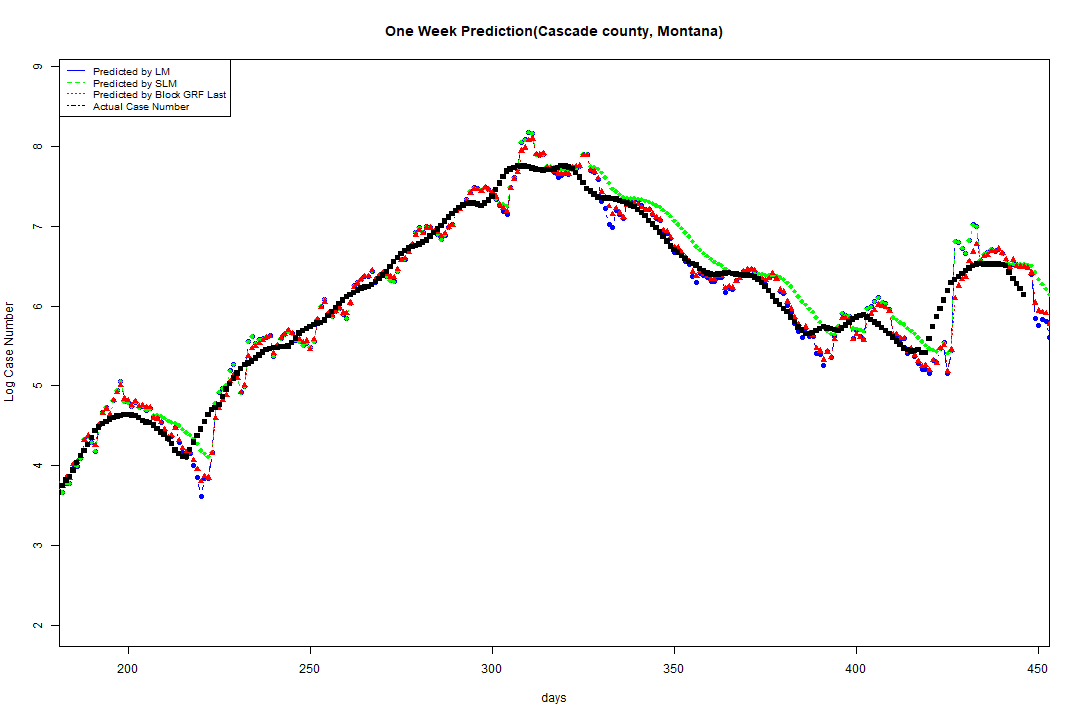 One Week Prediction(Cascade county, Montana)
Predicted by LM
Predicted by SLM
Predicted by Block GRF Last
Actual Case Number
9
8
7
6
5
4
3
2
Log Case Number
200 250 300 350 400 450
days